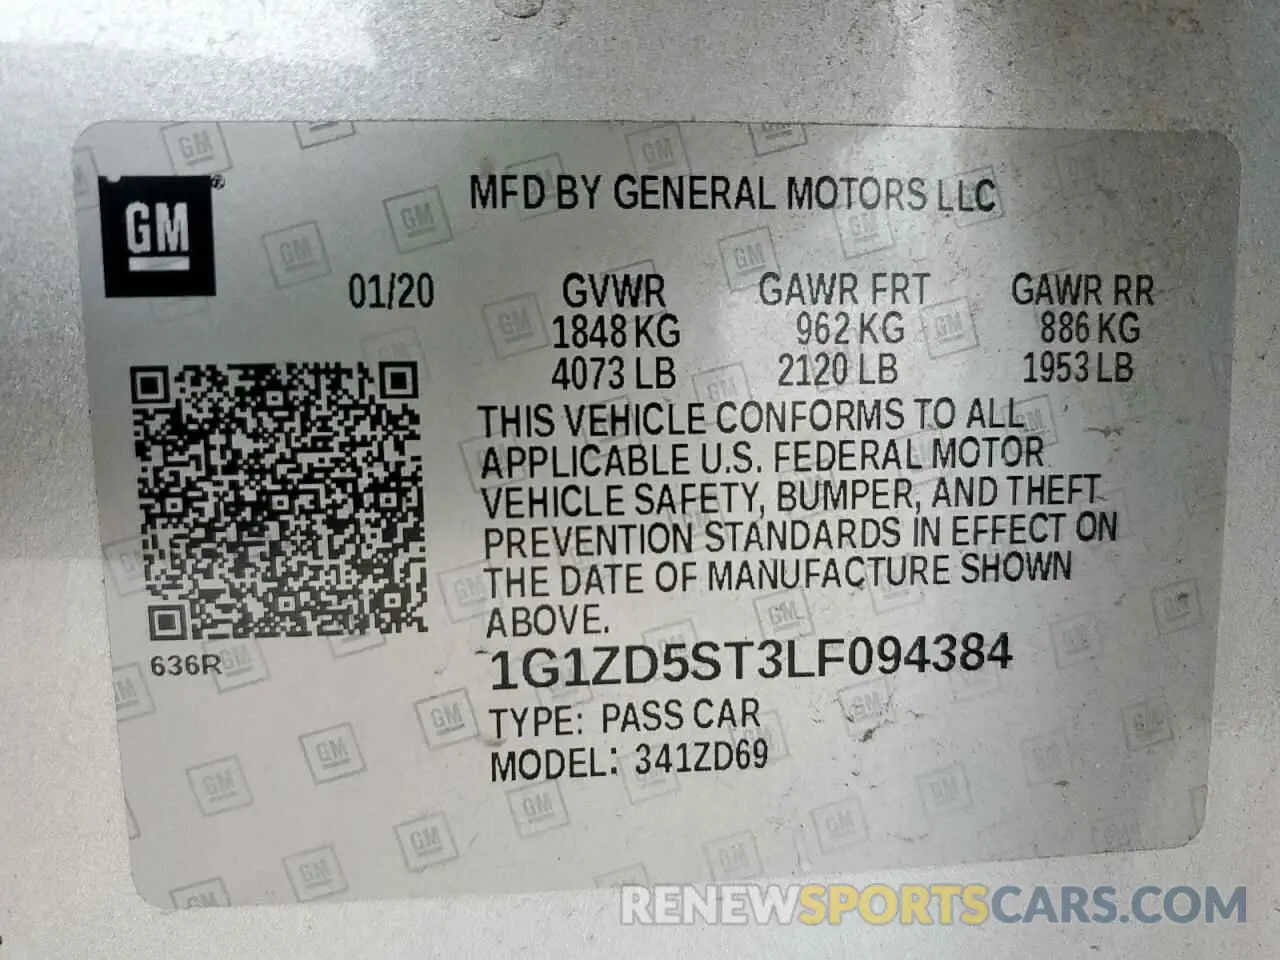 GM
MFD BY GENERAL MOTORS LLC
01/20
GVWR GAWR FRT GAWR RR
1848 KG 962 KG 886 KG
4073 LB 2120 LB 1953 LB
THIS VEHICLE CONFORMS TO ALL
APPLICABLE U.S. FEDERAL MOTOR
VEHICLE SAFETY, BUMPER, AND THEFT
PREVENTION STANDARDS IN EFFECT ON
THE DATE OF MANUFACTURE SHOWN
ABOVE.
636R
1G1ZD5ST3LF094384
TYPE: PASS CAR
MODEL: 341ZD69
RENEWSPORTSCARS.COM